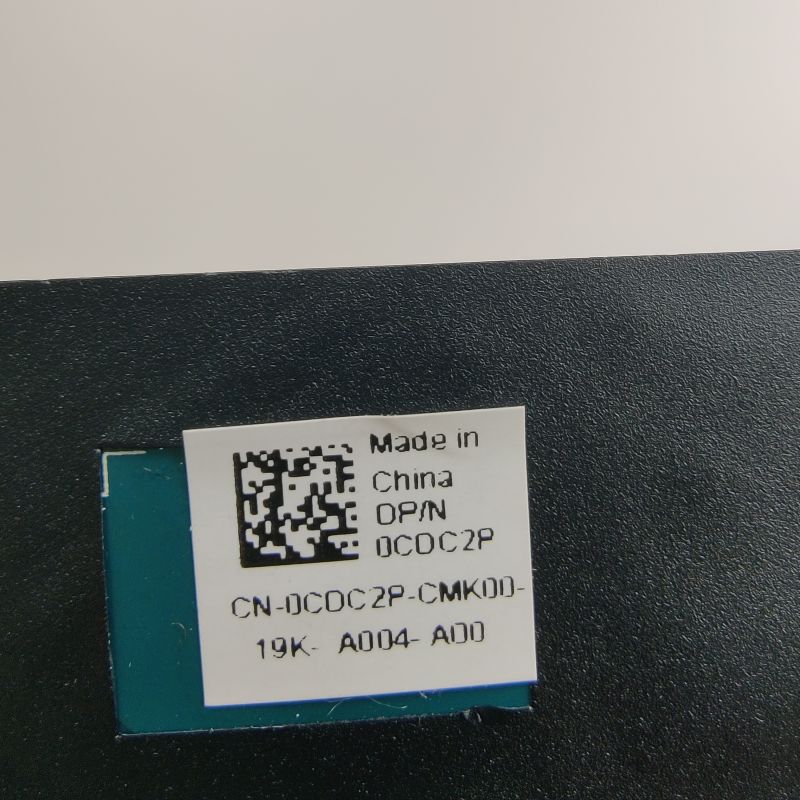 Made in
China
DP/N
0CDC2P
CN-0CDC2P-CMK00-
19K- A004- A00